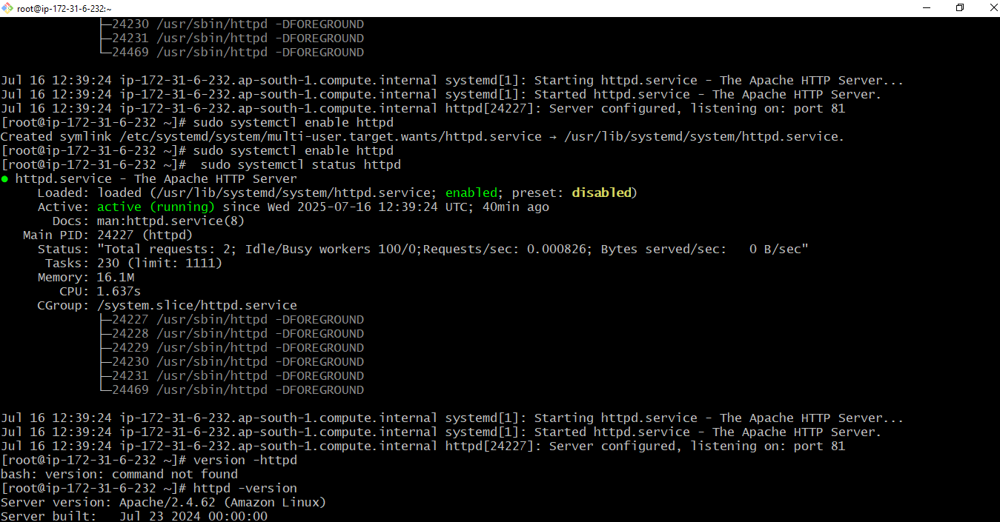 root@ip-172-31-6-232:~
├─24230 /usr/sbin/httpd -DFOREGROUND
├─24231 /usr/sbin/httpd -DFOREGROUND
└─24469 /usr/sbin/httpd -DFOREGROUND
Jul 16 12:39:24 ip-172-31-6-232.ap-south-1.compute.internal systemd[1]: Starting httpd.service - The Apache HTTP Server...
Jul 16 12:39:24 ip-172-31-6-232.ap-south-1.compute.internal systemd[1]: Started httpd.service - The Apache HTTP Server.
Jul 16 12:39:24 ip-172-31-6-232.ap-south-1.compute.internal httpd[24227]: Server configured, listening on: port 81
[root@ip-172-31-6-232 ~]# sudo systemctl enable httpd
Created symlink /etc/systemd/system/multi-user.target.wants/httpd.service → /usr/lib/systemd/system/httpd.service.
[root@ip-172-31-6-232 ~]# sudo systemctl enable httpd
[root@ip-172-31-6-232 ~]#  sudo systemctl status httpd
● httpd.service - The Apache HTTP Server
Loaded: loaded (/usr/lib/systemd/system/httpd.service; enabled; preset: disabled)
Active: active (running) since Wed 2025-07-16 12:39:24 UTC; 40min ago
Docs: man:httpd.service(8)
Main PID: 24227 (httpd)
Status: "Total requests: 2; Idle/Busy workers 100/0;Requests/sec: 0.000826; Bytes served/sec:   0 B/sec"
Tasks: 230 (limit: 1111)
Memory: 16.1M
CPU: 1.637s
CGroup: /system.slice/httpd.service
├─24227 /usr/sbin/httpd -DFOREGROUND
├─24228 /usr/sbin/httpd -DFOREGROUND
├─24229 /usr/sbin/httpd -DFOREGROUND
├─24230 /usr/sbin/httpd -DFOREGROUND
├─24231 /usr/sbin/httpd -DFOREGROUND
└─24469 /usr/sbin/httpd -DFOREGROUND
Jul 16 12:39:24 ip-172-31-6-232.ap-south-1.compute.internal systemd[1]: Starting httpd.service - The Apache HTTP Server...
Jul 16 12:39:24 ip-172-31-6-232.ap-south-1.compute.internal systemd[1]: Started httpd.service - The Apache HTTP Server.
Jul 16 12:39:24 ip-172-31-6-232.ap-south-1.compute.internal httpd[24227]: Server configured, listening on: port 81
[root@ip-172-31-6-232 ~]# version -httpd
bash: version: command not found
[root@ip-172-31-6-232 ~]# httpd -version
Server version: Apache/2.4.62 (Amazon Linux)
Server built:   Jul 23 2024 00:00:00